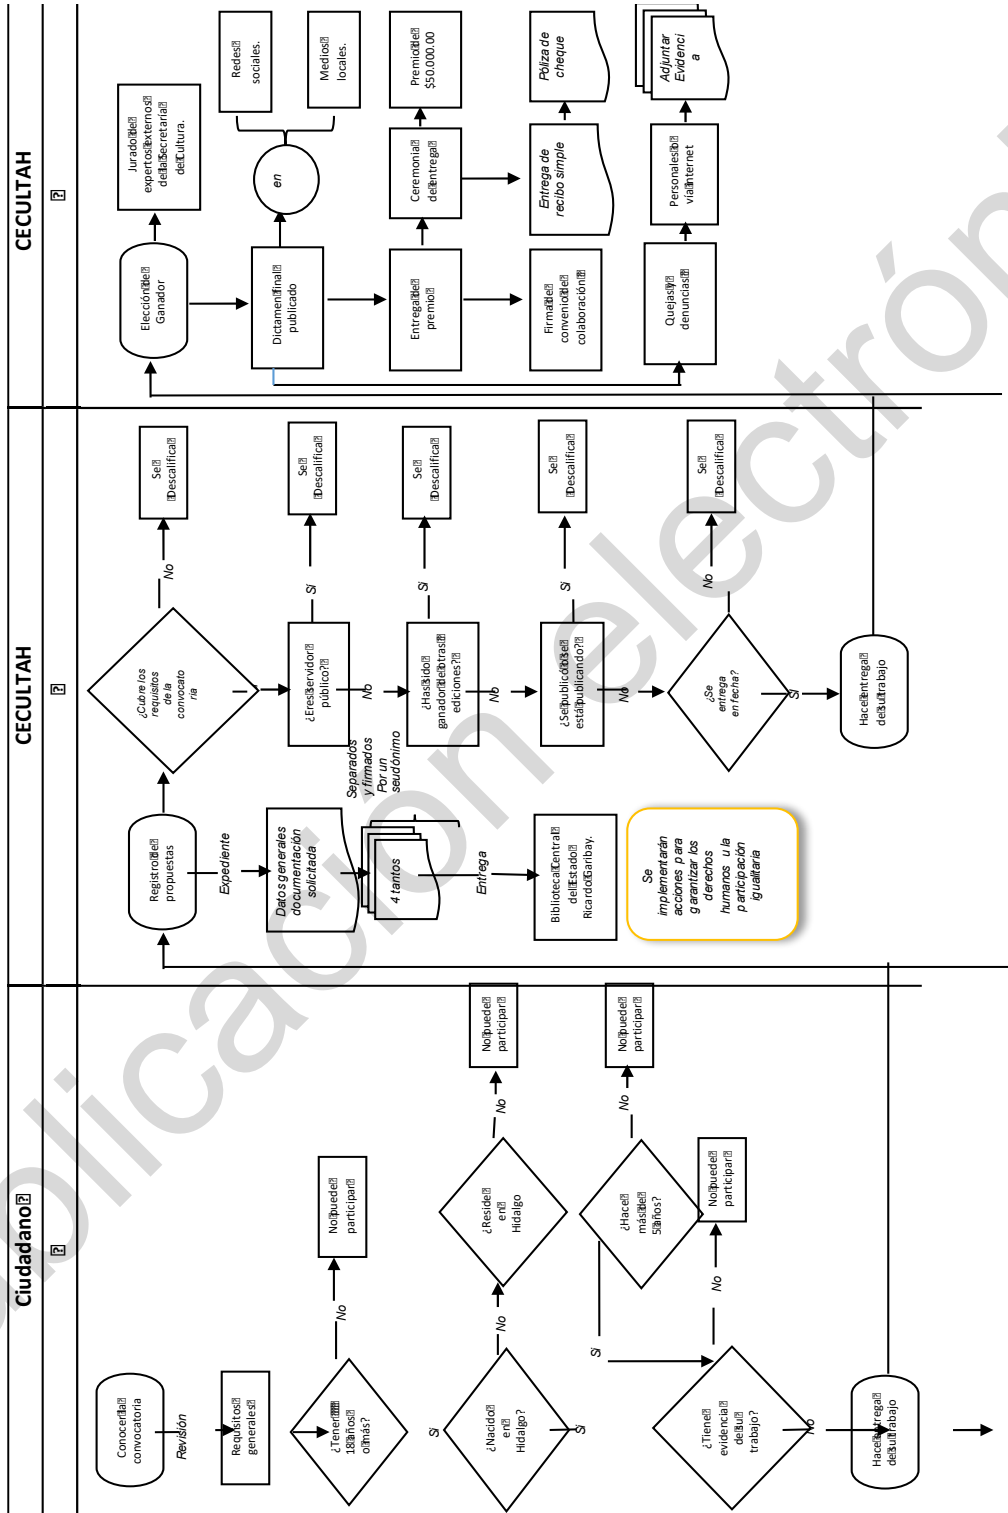 Ciudadano
Conocer la
convocatoria
Revisión
Requisitos
generales
¿Tener
18 años
o más?
No
No puede
participar
Sí
¿Nacido
en
Hidalgo?
No
¿Reside
en
Hidalgo
No
No puede
participar
Sí
Sí
¿Hace
más de
5 años?
No
No puede
participar
¿Tiene
evidencia
de su
trabajo?
No
No puede
participar
No
Hace entrega
de su trabajo
CECULTAH
Registro de
propuestas
Expediente
Datos generales
documentación
solicitada
Separados
y firmados
Por un
seudónimo
4 tantos
Entrega
Biblioteca Central
del Estado
Ricardo Garibay.
Se
implementarán
acciones para
garantizar los
derechos
humanos u la
participación
igualitaria
¿Cubre los
requisitos
de la
convocato
ria
No
Se
Descalifica
¿Eres servidor
público?
Sí
Se
Descalifica
No
¿Has sido
ganador de otras
ediciones?
Sí
Se
Descalifica
No
¿Se publicó o se
está publicando?
Sí
Se
Descalifica
No
¿Se
entrega
en fecha?
No
Se
Descalifica
Sí
Hace entrega
de su trabajo
CECULTAH
Elección de
Ganador
Jurado de
expertos externos
de la Secretaría
de Cultura.
Dictamen final
publicado
en
Redes
sociales.
Medios
locales.
Entrega de
premio
Ceremonia
de entrega
Premio de
$50.000.00
Firma de
convenio de
colaboración
Entrega de
recibo simple
Póliza de
cheque
Quejas y
denuncias
Personales o
vía Internet
Adjuntar
Evidenci
a
blicación electrón